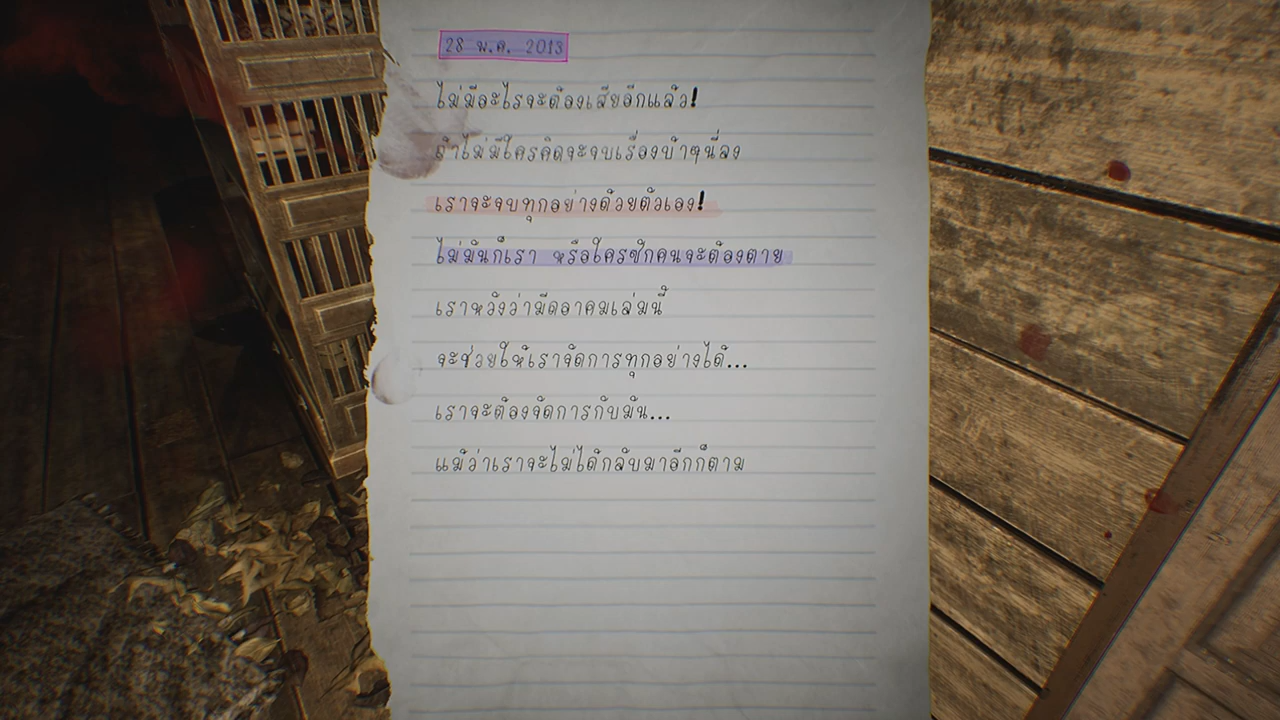 28 พ.ค. 2013
ไม่มีอะไรจะต้องเสียอีกแล้ว!
ถ้าไม่มีใครคิดจะจบเรื่องบ้าๆนี่ลง
เราจะจบทุกอย่างด้วยตัวเอง!
ไม่มันก็เรา หรือใครซักคนจะต้องตาย
เราหวังว่ามีดอาคมเล่มนี้
จะช่วยให้เราจัดการทุกอย่างได้...
เราจะต้องจัดการกับมัน...
แม้ว่าเราจะไม่ได้กลับมาอีกก็ตาม